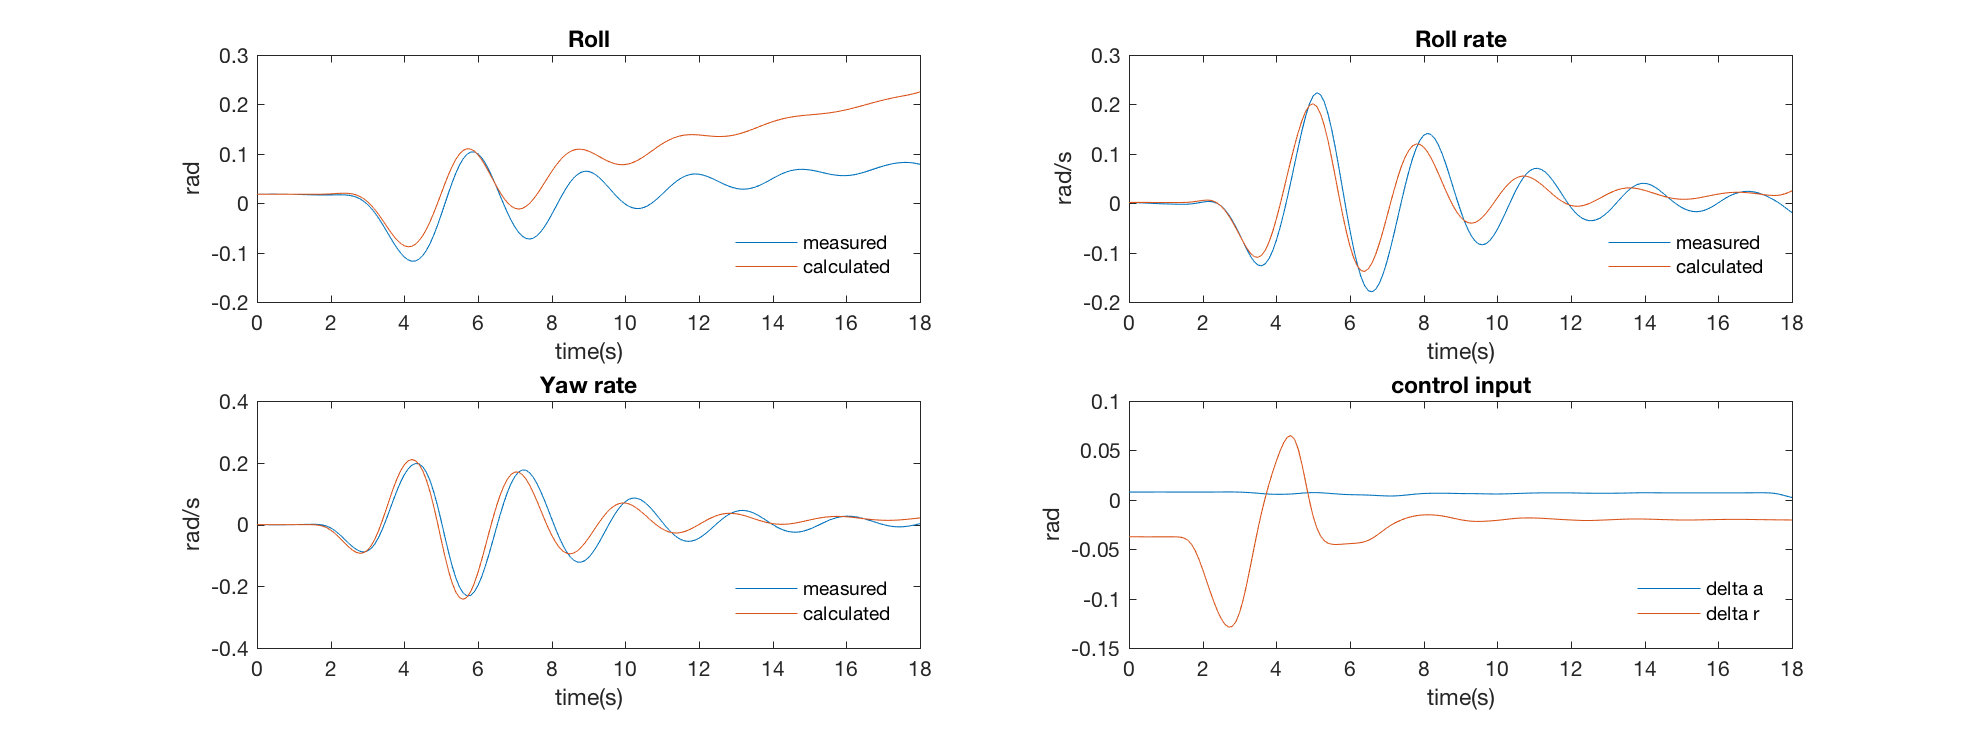 Roll
0.3
0.2
0.1
0
-0.1
-0.2
rad
measured
calculated
0 2 4 6 8 10 12 14 16 18
time(s)
Roll rate
0.3
0.2
0.1
0
-0.1
-0.2
rad/s
measured
calculated
0 2 4 6 8 10 12 14 16 18
time(s)
Yaw rate
0.4
0.2
0
-0.2
-0.4
rad/s
measured
calculated
0 2 4 6 8 10 12 14 16 18
time(s)
control input
0.1
0.05
0
-0.05
-0.1
-0.15
rad
delta a
delta r
0 2 4 6 8 10 12 14 16 18
time(s)